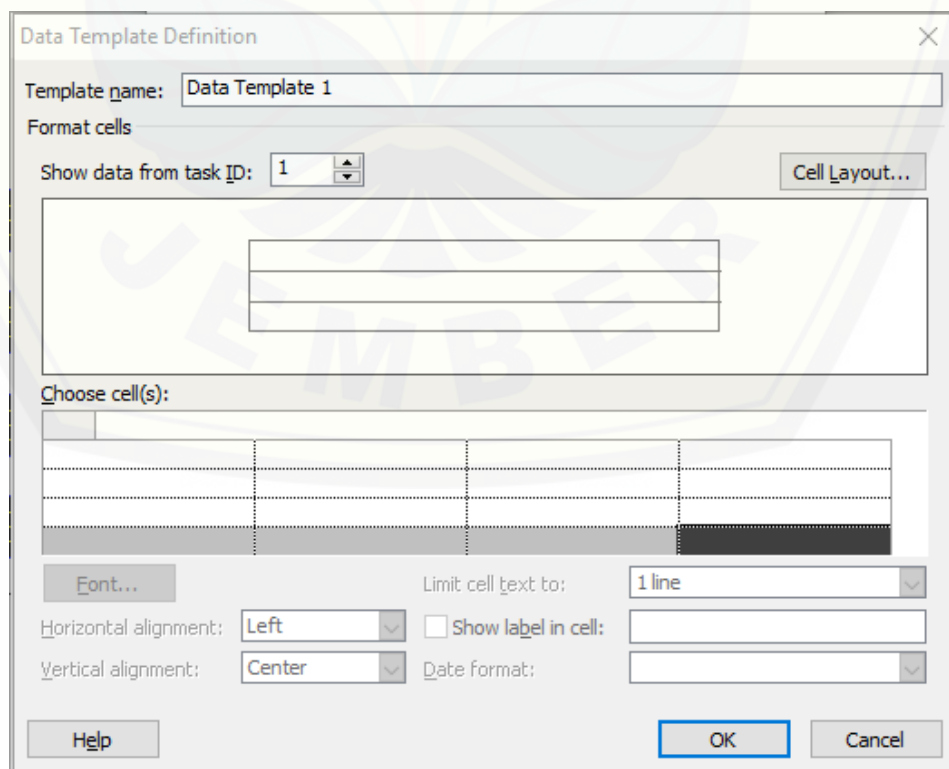 Data Template Definition
Template name: Data Template 1
Format cells
Show data from task ID: 1 Cell Layout...
JEMBER
Choose cell(s):
Font... Limit cell text to: 1 line
Horizontal alignment: Left Show label in cell:
Vertical alignment: Center Date format:
Help OK Cancel